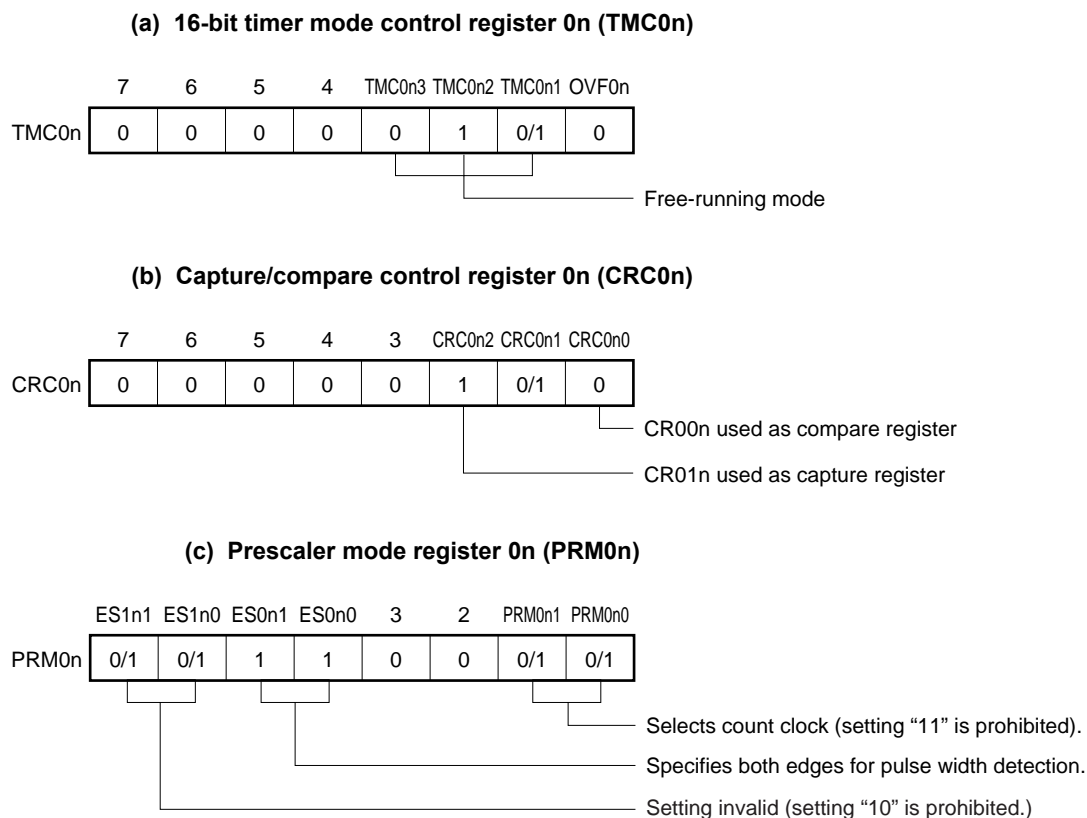 (a) 16-bit timer mode control register 0n (TMC0n)
7 6 5 4 TMC0n3 TMC0n2 TMC0n1 OVF0n
TMC0n 0 0 0 0 0 1 0/1 0
Free-running mode
(b) Capture/compare control register 0n (CRC0n)
7 6 5 4 3 CRC0n2 CRC0n1 CRC0n0
CRC0n 0 0 0 0 0 1 0/1 0
CR00n used as compare register
CR01n used as capture register
(c) Prescaler mode register 0n (PRM0n)
ES1n1 ES1n0 ES0n1 ES0n0 3 2 PRM0n1 PRM0n0
PRM0n 0/1 0/1 1 1 0 0 0/1 0/1
Selects count clock (setting “11” is prohibited).
Specifies both edges for pulse width detection.
Setting invalid (setting “10” is prohibited.)